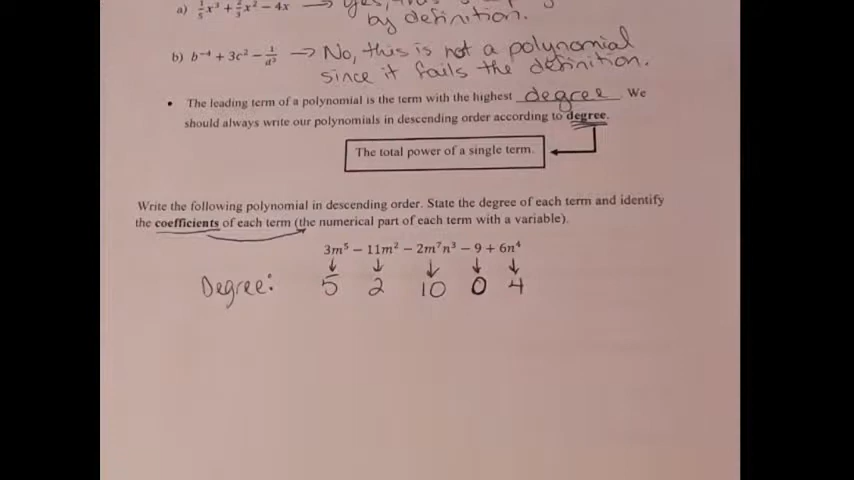 a) 1/5x³ + 2/3x² − 4x → Yes, this
by definition.
b) b⁻⁴ + 3c² − 1/d³ → No, this is not a polynomial
since it fails the definition.
• The leading term of a polynomial is the term with the highest degree. We
should always write our polynomials in descending order according to degree.
The total power of a single term.
Write the following polynomial in descending order. State the degree of each term and identify
the coefficients of each term (the numerical part of each term with a variable).
3m⁵ − 11m² − 2m⁷n³ − 9 + 6n⁴
Degree: 5 2 10 0 4